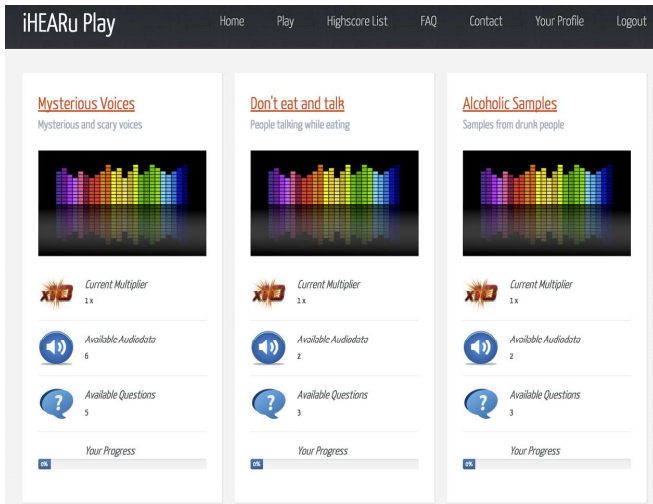 iHEARu Play
Home Play Highscore List FAQ Contact Your Profile Logout
Mysterious Voices
Mysterious and scary voices
x10
Current Multiplier
1 x
Available Audiodata
6
Available Questions
5
Your Progress
0%
Don't eat and talk
People talking while eating
x10
Current Multiplier
1 x
Available Audiodata
2
Available Questions
3
Your Progress
0%
Alcoholic Samples
Samples from drunk people
x10
Current Multiplier
1 x
Available Audiodata
2
Available Questions
3
Your Progress
0%